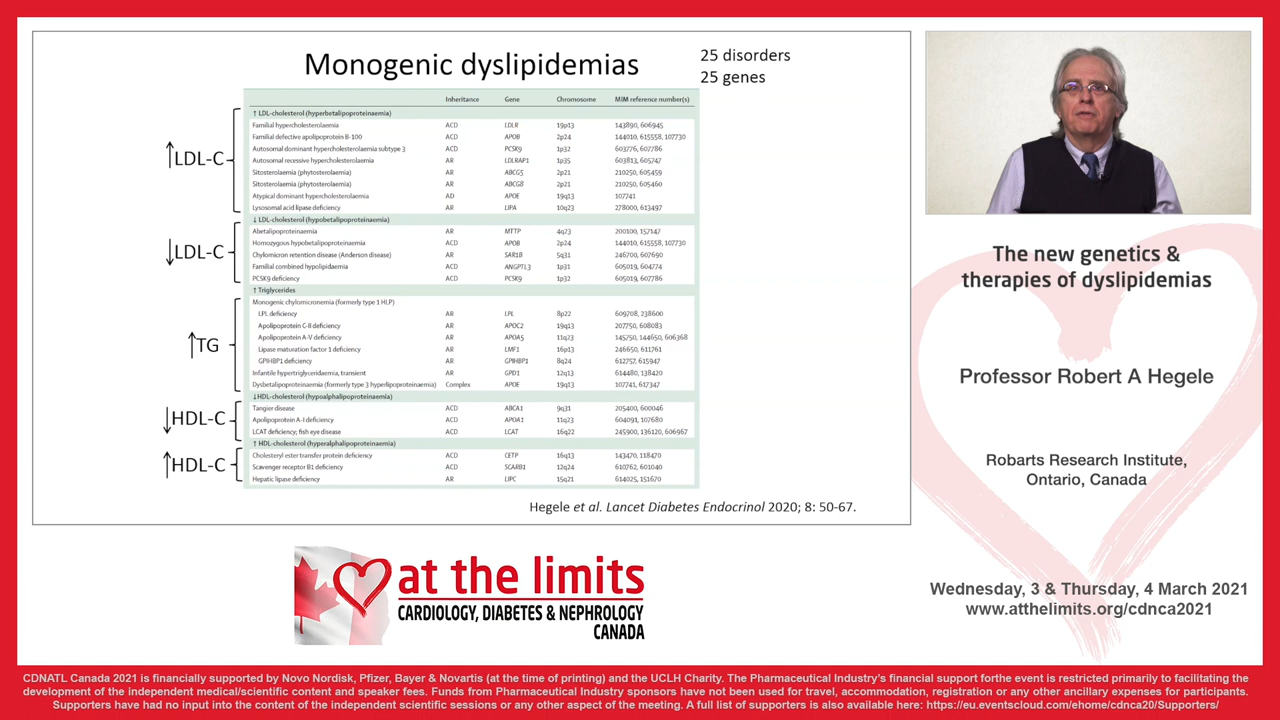 Monogenic dyslipidemias
25 disorders
25 genes
Inheritance Gene Chromosome MIM reference number(s)
↑ LDL-cholesterol (hyperbetalipoproteinaemia)
Familial hypercholesterolaemia ACD LDLR 19p13 143890, 606945
Familial defective apolipoprotein B-100 ACD APOB 2p24 144010, 615558, 107730
Autosomal dominant hypercholesterolaemia subtype 3 ACD PCSK9 1p32 603776, 607786
Autosomal recessive hypercholesterolaemia AR LDLRAP1 1p35 603813, 605747
Sitosterolaemia (phytosterolaemia) AR ABCG5 2p21 210250, 605459
Sitosterolaemia (phytosterolaemia) AR ABCG8 2p21 210250, 605460
Atypical dominant hypercholesterolaemia AD APOE 19q13 107741
Lysosomal acid lipase deficiency AR LIPA 10q23 278000, 613497
↓ LDL-cholesterol (hypobetalipoproteinaemia)
Abetalipoproteinaemia AR MTTP 4q23 200100, 157147
Homozygous hypobetalipoproteinaemia ACD APOB 2p24 144010, 615558, 107730
Chylomicron retention disease (Anderson disease) AR SAR1B 5q31 246700, 607690
Familial combined hypolipidaemia ACD ANGPTL3 1p31 605019, 604774
PCSK9 deficiency ACD PCSK9 1p32 605019, 607786
↑ Triglycerides
Monogenic chylomicronemia (formerly type 1 HLP)
LPL deficiency AR LPL 8p22 609708, 238600
Apolipoprotein C-II deficiency AR APOC2 19q13 207750, 608083
Apolipoprotein A-V deficiency AR APOA5 11q23 145750, 144650, 606368
Lipase maturation factor 1 deficiency AR LMF1 16p13 246650, 611761
GPIHBP1 deficiency AR GPIHBP1 8q24 612757, 615947
Infantile hypertriglyceridaemia, transient AR GPD1 12q13 614480, 138420
Dysbetalipoproteinaemia (formerly type 3 hyperlipoproteinaemia) Complex APOE 19q13 107741, 617347
↓HDL-cholesterol (hypoalphalipoproteinaemia)
Tangier disease ACD ABCA1 9q31 205400, 600046
Apolipoprotein A-I deficiency ACD APOA1 11q23 604091, 107680
LCAT deficiency; fish eye disease ACD LCAT 16q22 245900, 136120, 606967
↑ HDL-cholesterol (hyperalphalipoproteinaemia)
Cholesteryl ester transfer protein deficiency ACD CETP 16q13 143470, 118470
Scavenger receptor B1 deficiency ACD SCARB1 12q24 610762, 601040
Hepatic lipase deficiency AR LIPC 15q21 614025, 151670
↑LDL-C
↓LDL-C
↑TG
↓HDL-C
↑HDL-C
Hegele et al. Lancet Diabetes Endocrinol 2020; 8: 50-67.
The new genetics &
therapies of dyslipidemias
Professor Robert A Hegele
Robarts Research Institute,
Ontario, Canada
Wednesday, 3 & Thursday, 4 March 2021
www.atthelimits.org/cdnca2021
at the limits
CARDIOLOGY, DIABETES & NEPHROLOGY
CANADA
CDNATL Canada 2021 is financially supported by Novo Nordisk, Pfizer, Bayer & Novartis (at the time of printing) and the UCLH Charity. The Pharmaceutical Industry's financial support forthe event is restricted primarily to facilitating the
development of the independent medical/scientific content and speaker fees. Funds from Pharmaceutical Industry sponsors have not been used for travel, accommodation, registration or any other ancillary expenses for participants.
Supporters have had no input into the content of the independent scientific sessions or any other aspect of the meeting. A full list of supporters is also available here: https://eu.eventscloud.com/ehome/cdnca20/Supporters/